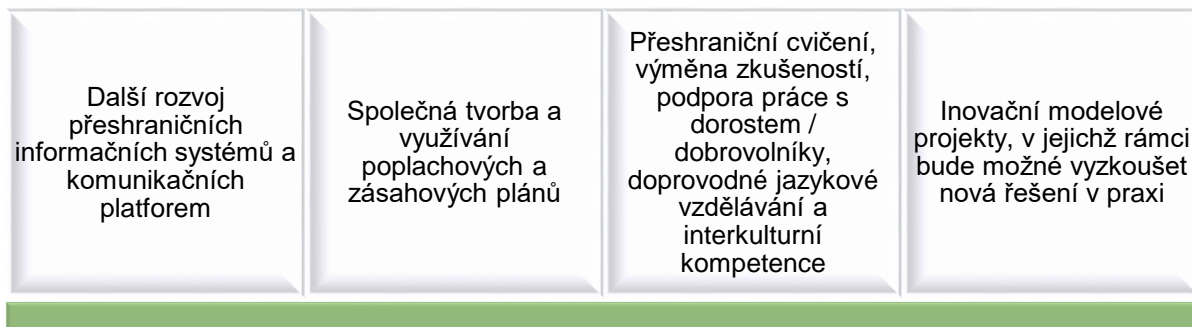 Další rozvoj
přeshraničních
informačních systémů a
komunikačních
platforem
Společná tvorba a
využívání
poplachových a
zásahových plánů
Přeshraniční cvičení,
výměna zkušeností,
podpora práce s
dorostem /
dobrovolníky,
doprovodné jazykové
vzdělávání a
interkulturní
kompetence
Inovační modelové
projekty, v jejichž rámci
bude možné vyzkoušet
nová řešení v praxi